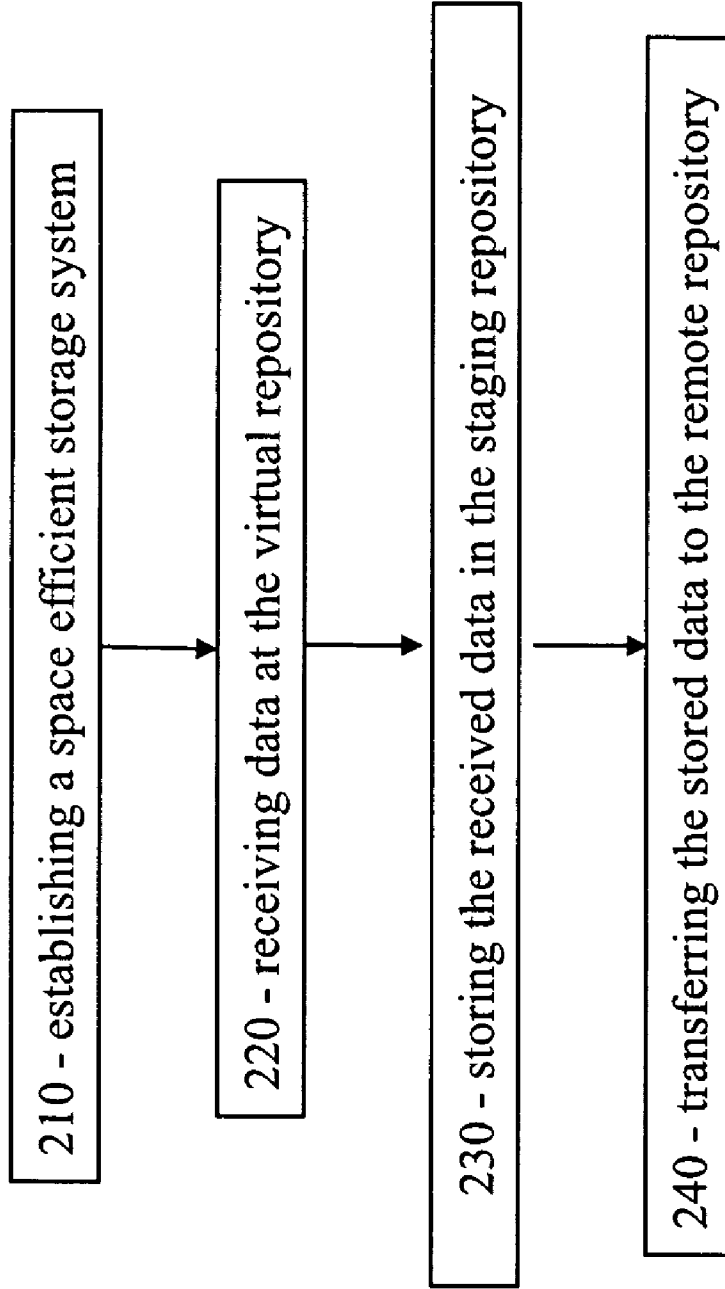 210 - establishing a space efficient storage system
220 - receiving data at the virtual repository
230 - storing the received data in the staging repository
240 - transferring the stored data to the remote repository